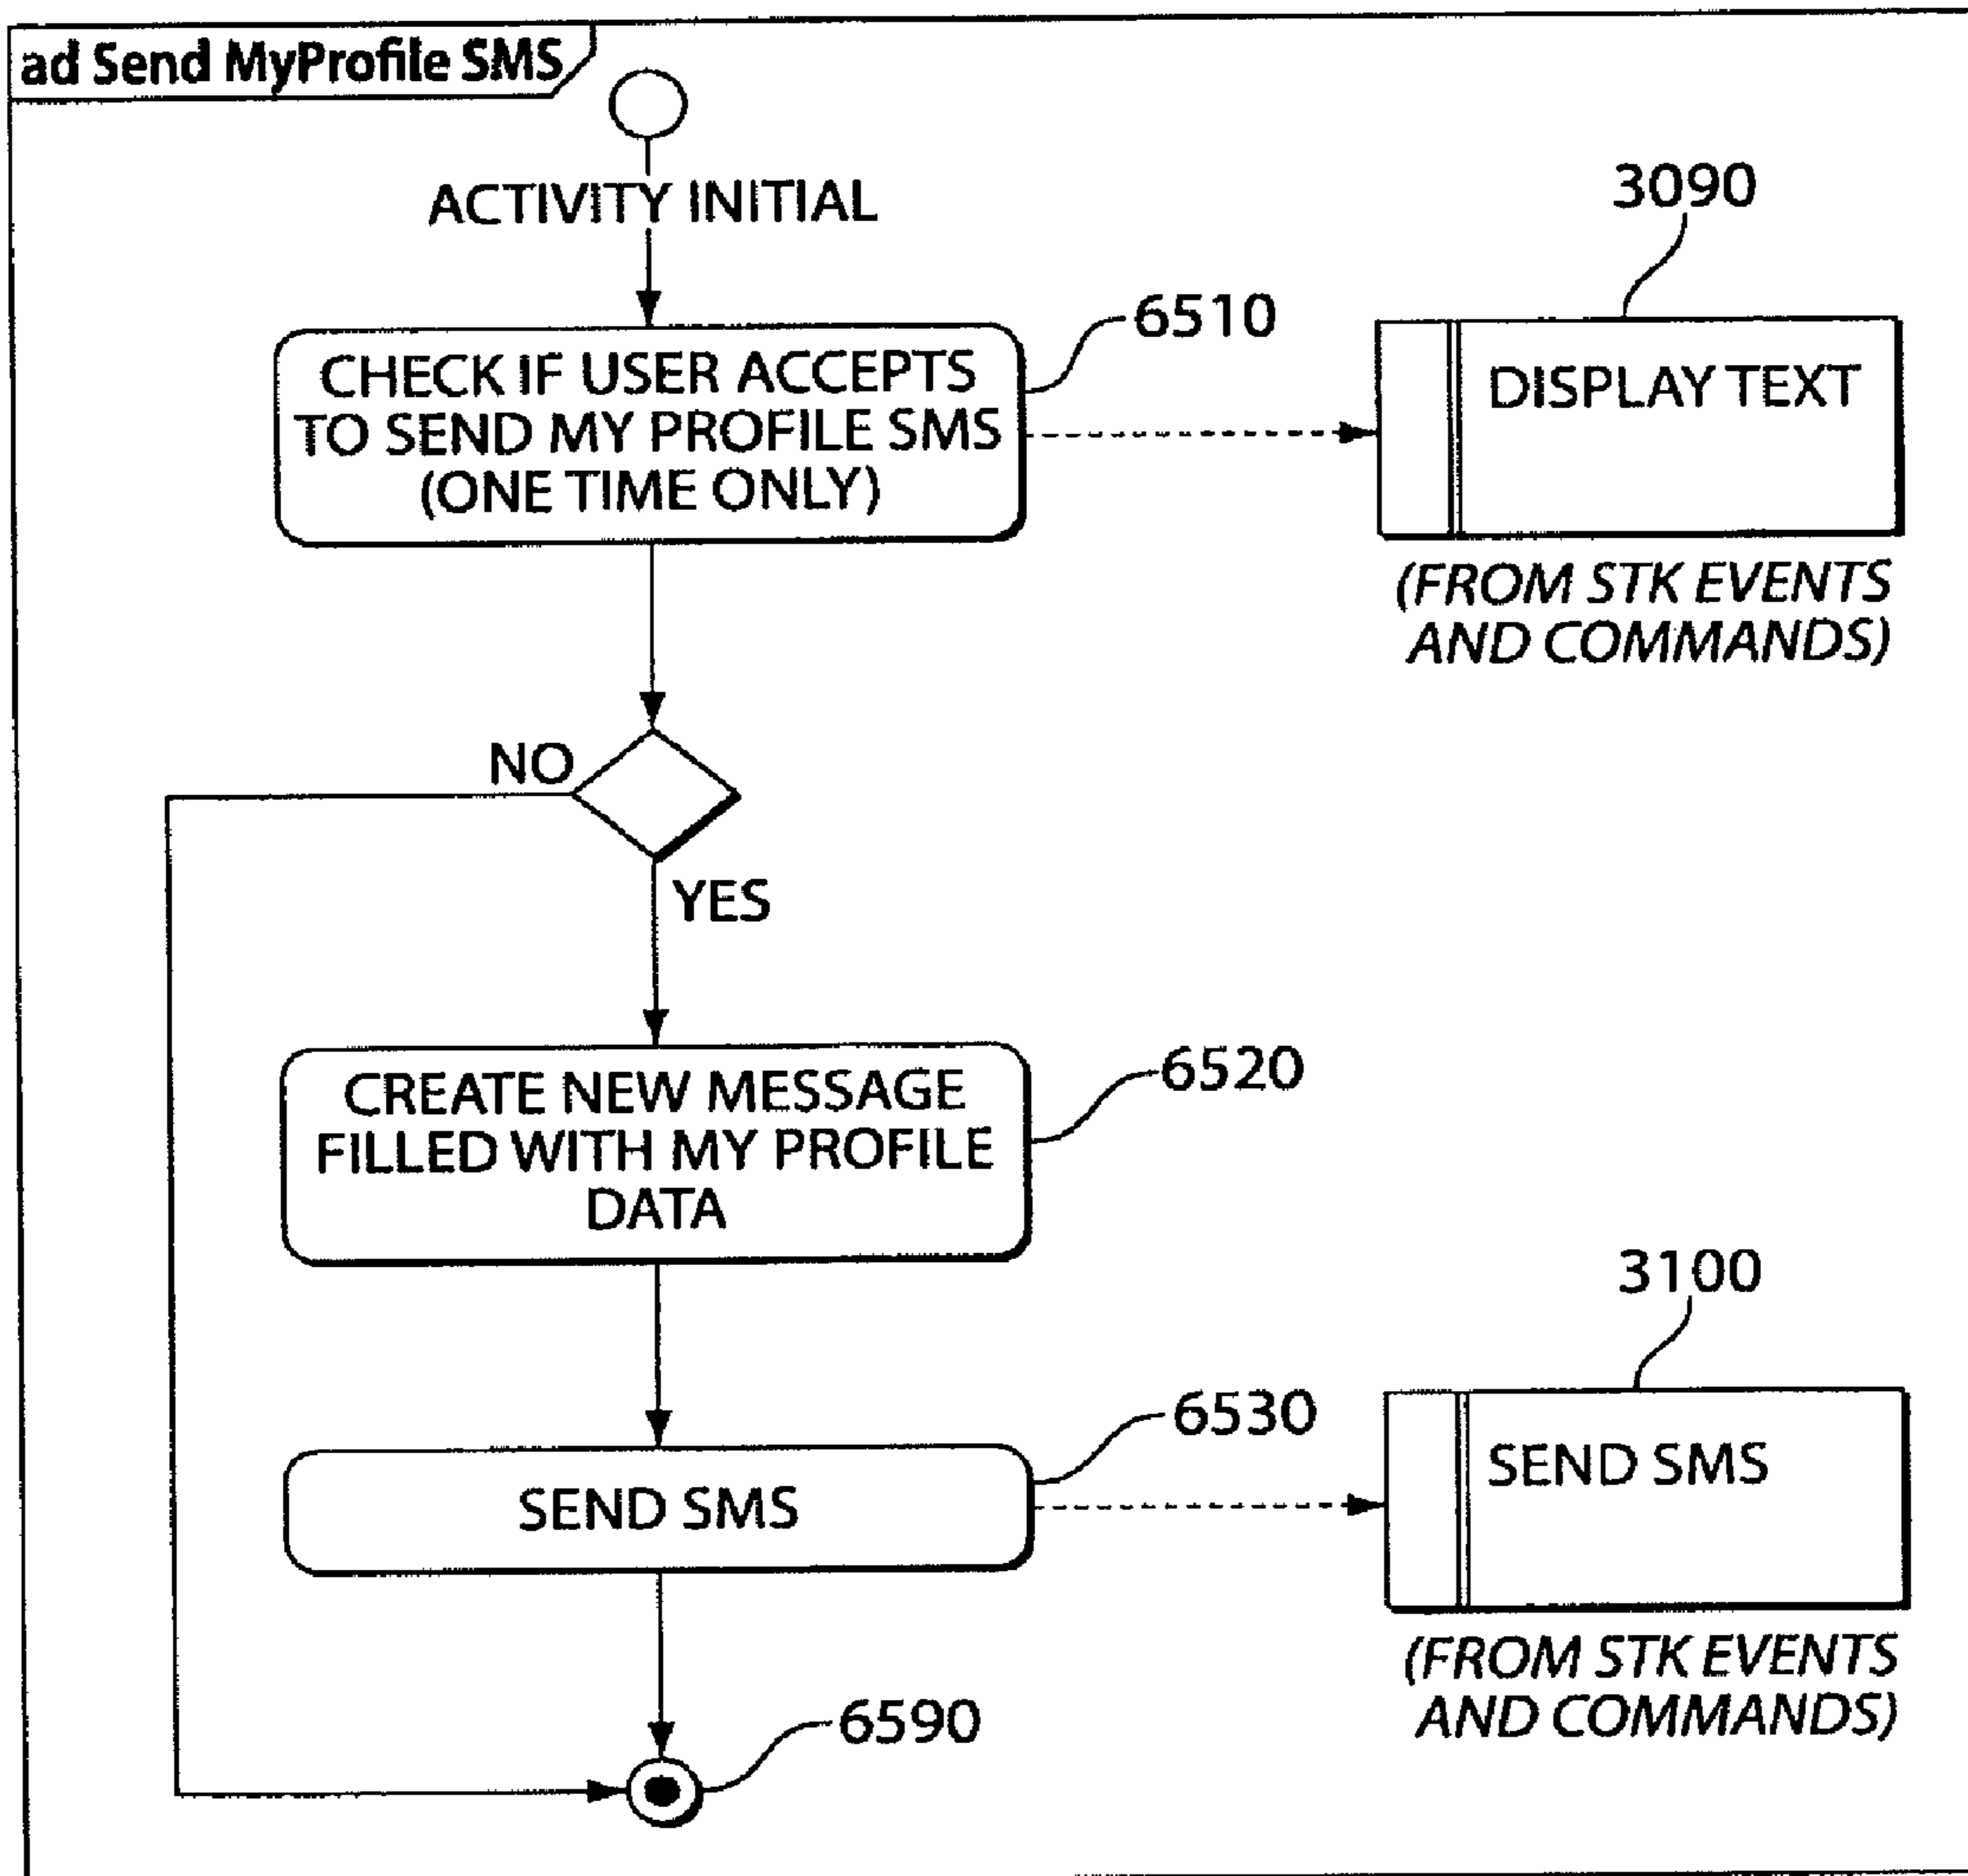 ad Send MyProfile SMS
ACTIVITY INITIAL
3090
6510
CHECK IF USER ACCEPTS
TO SEND MY PROFILE SMS
(ONE TIME ONLY)
DISPLAY TEXT
(FROM STK EVENTS
AND COMMANDS)
NO
YES
6520
CREATE NEW MESSAGE
FILLED WITH MY PROFILE
DATA
3100
6530
SEND SMS
SEND SMS
(FROM STK EVENTS
AND COMMANDS)
6590